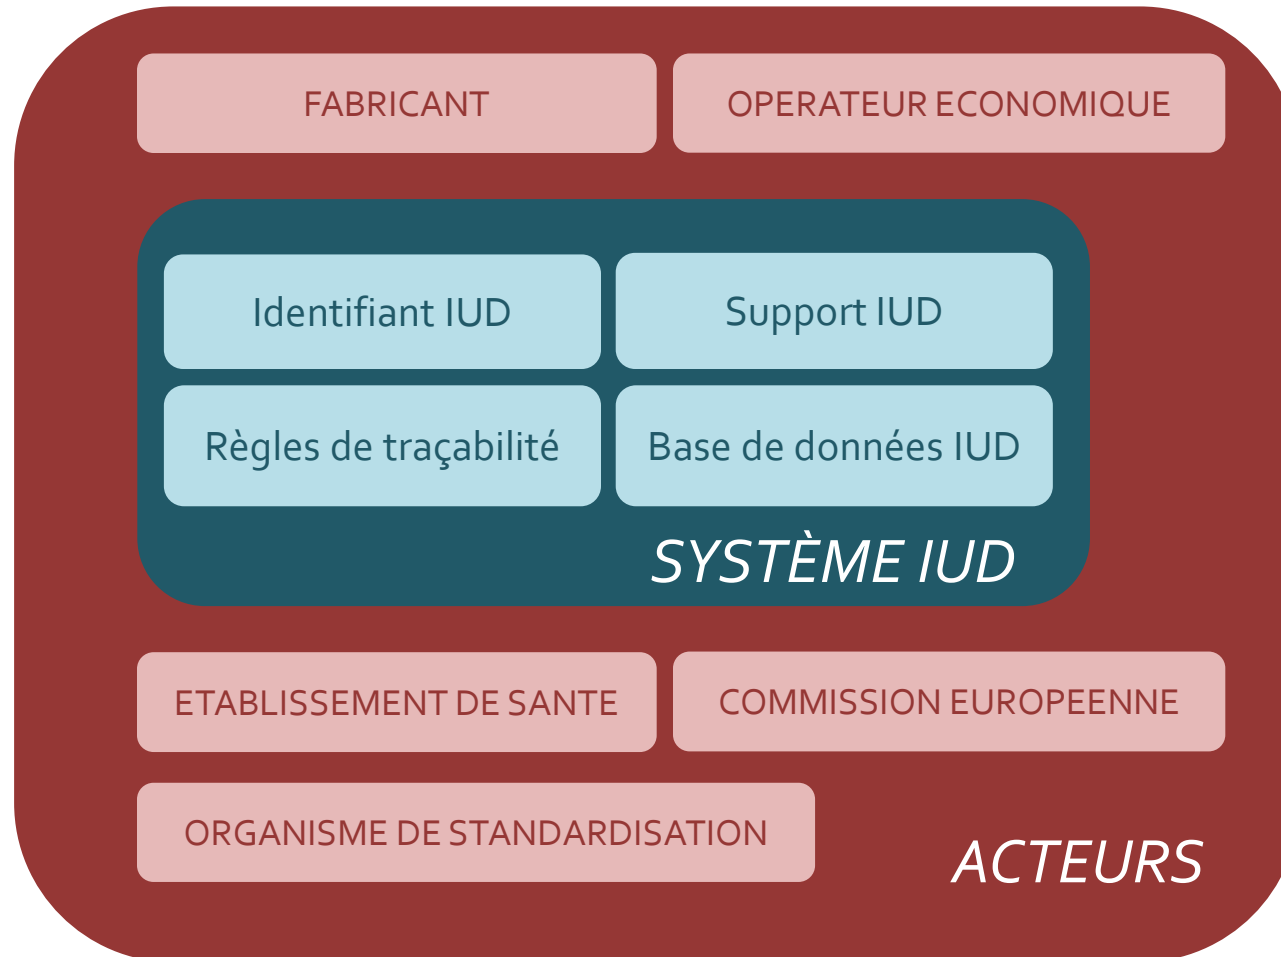 FABRICANT
OPERATEUR ECONOMIQUE
Identifiant IUD
Support IUD
Règles de traçabilité
Base de données IUD
SYSTÈME IUD
ETABLISSEMENT DE SANTE
COMMISSION EUROPEENNE
ORGANISME DE STANDARDISATION
ACTEURS